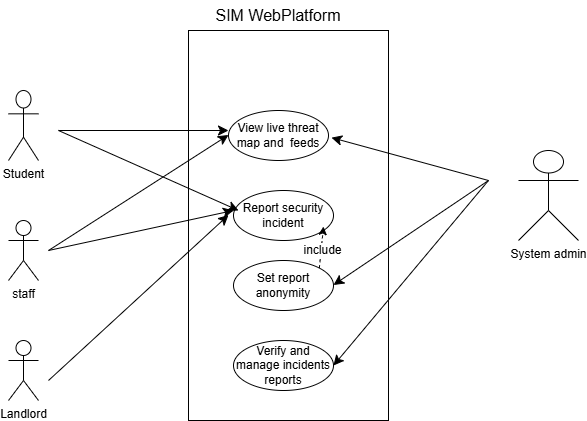 SIM WebPlatform
View live threat
map and feeds
Student
Report security
incident
include
System admin
Set report
anonymity
staff
Verify and
manage incidents
reports
Landlord